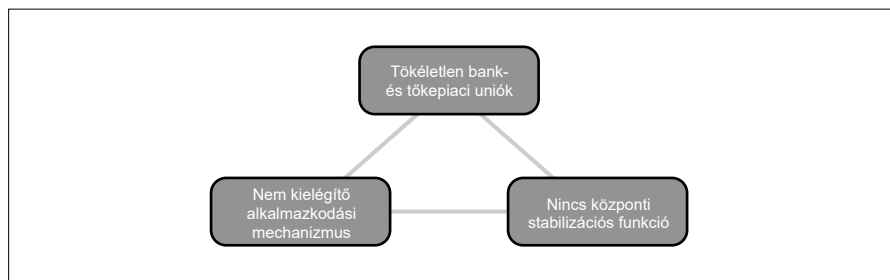 Tökéletlen bank-
és tőkepiaci uniók
Nem kielégítő
alkalmazkodási
mechanizmus
Nincs központi
stabilizációs funkció